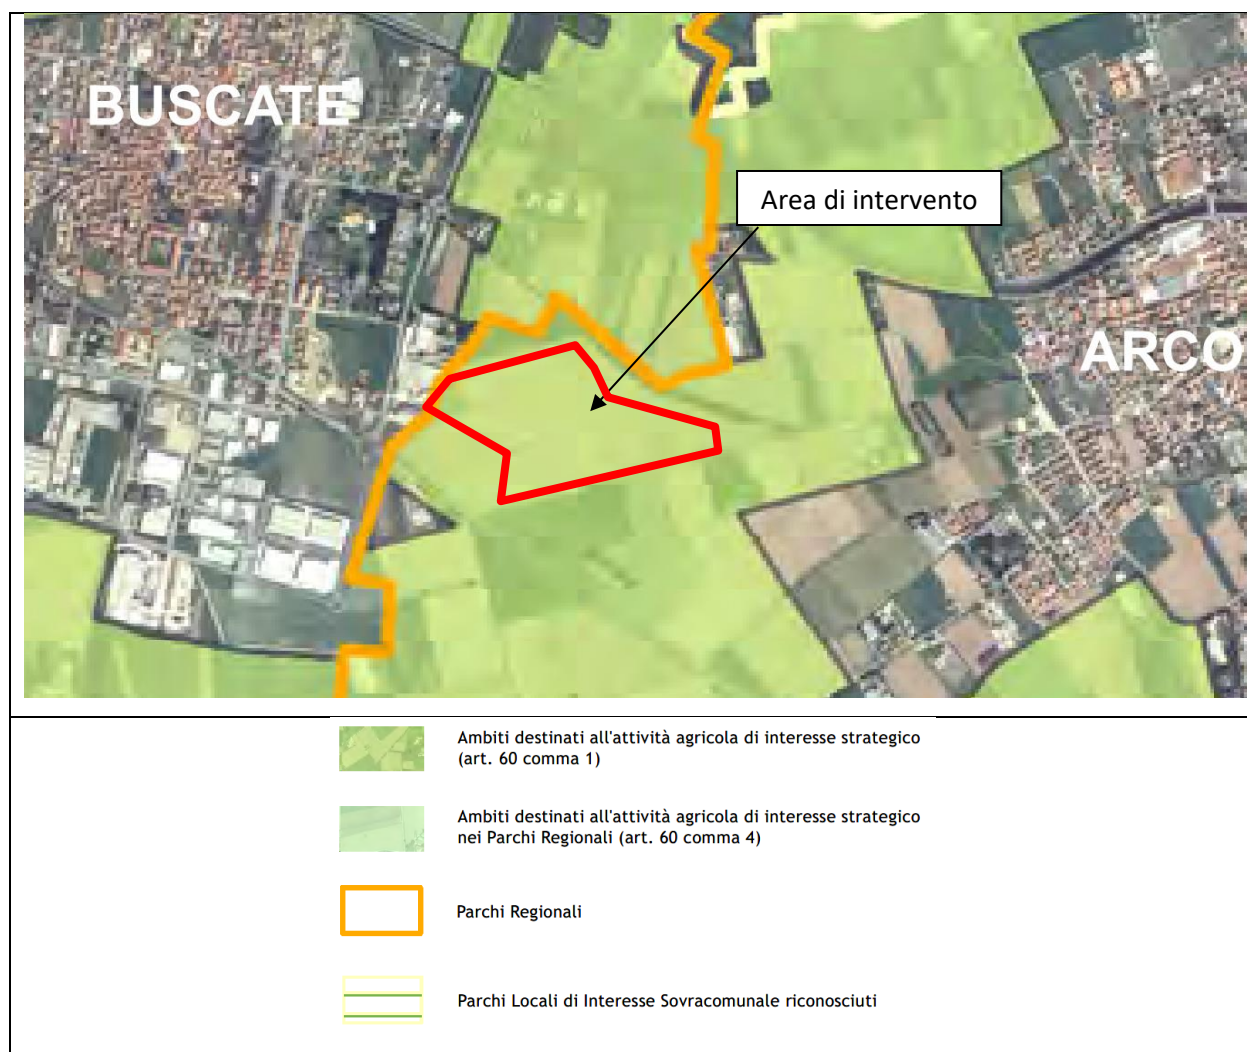 BUSCATE
Area di intervento
ARCO
Ambiti destinati all'attività agricola di interesse strategico
(art. 60 comma 1)
Ambiti destinati all'attività agricola di interesse strategico
nei Parchi Regionali (art. 60 comma 4)
Parchi Regionali
Parchi Locali di Interesse Sovracomunale riconosciuti